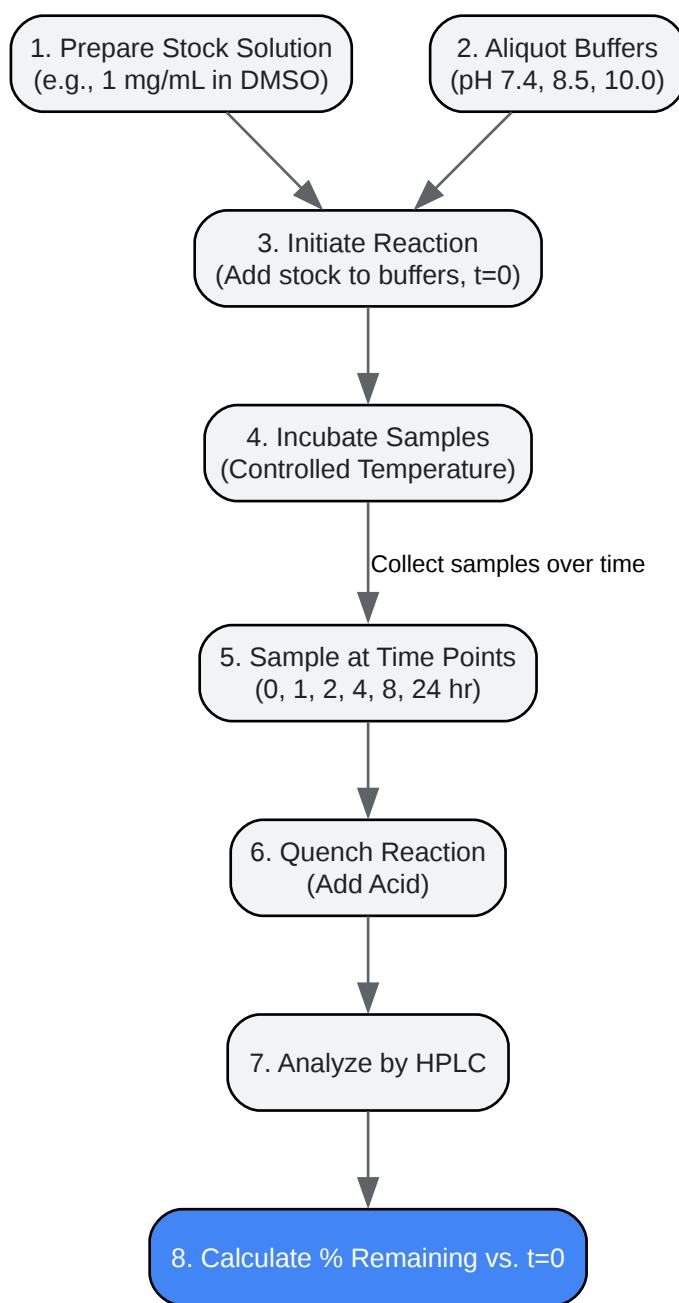 1. Prepare Stock Solution
(e.g., 1 mg/mL in DMSO)
2. Aliquot Buffers
(pH 7.4, 8.5, 10.0)
3. Initiate Reaction
(Add stock to buffers, t=0)
4. Incubate Samples
(Controlled Temperature)
Collect samples over time
5. Sample at Time Points
(0, 1, 2, 4, 8, 24 hr)
6. Quench Reaction
(Add Acid)
7. Analyze by HPLC
8. Calculate % Remaining vs. t=0